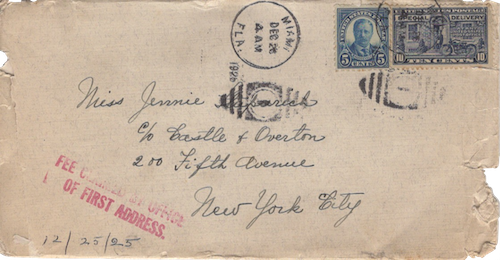 MIAMI
FLA.
DEC 26
4 AM
1925
UNITED STATES POSTAGE
5 CENTS 5
UNITED STATES POSTAGE
SPECIAL DELIVERY
10 TEN CENTS 10
Miss Jennie
c/o Castle & Overton
200 Fifth Avenue
New York City
FEE CLAIMED BY OFFICE
OF FIRST ADDRESS.
12/25/25